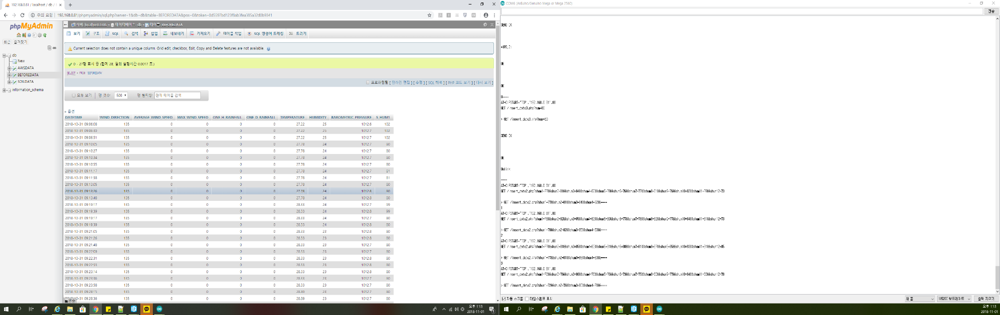 192.168.0.81 / localhost / db / 
주의 요함 | 192.168.0.81/phpmyadmin/sql.php?server=1&db=db&table=BEFOREDATA&pos=0&token=0d5597bd123f8ab3fea385a32d0b9341
phpMyAdmin
최근 즐겨찾기
db
New
AWSDATA
BEFOREDATA
SOILDATA
information_schema
서버: localhost:3306 » 데이터베이스: db » 테이블: BEFOREDATA
보기 구조 SQL 검색 삽입 내보내기 가져오기 테이블 작업 SQL 명령어 트래킹 트리거
Current selection does not contain a unique column. Grid edit, checkbox, Edit, Copy and Delete features are not available.
0 - 27행 표시 중 (합계 28, 질의 실행시간 0.0017 초.)
SELECT * FROM `BEFOREDATA`
프로파일링 [ 인라인 편집 ] [ 수정 ] [ SQL 해석 ] [ PHP 코드 보기 ] [ 다시 보기 ]
모두 보기 | 행 갯수: 500 행 필터링: 현재 테이블 검색
+ 옵션
DATETIME WIND_DIRECTION AVERAGE_WIND_SPEED MAX_WIND_SPEED ONE_H_RAINFALL ONE_D_RAINFALL TEMPERATURE HUMIDITY BAROMETRIC_PRESSURE S_HUM1
2018-10-31 09:06:08 135 0 0 0 0 27.22 25 1012.6 102
2018-10-31 09:06:30 135 0 0 0 0 27.22 25 1012.7 102
2018-10-31 09:06:51 135 0 0 0 0 27.22 25 1012.7 102
2018-10-31 09:10:05 135 0 0 0 0 27.78 24 1012.7 80
2018-10-31 09:10:27 135 0 0 0 0 27.78 24 1012.7 80
2018-10-31 09:10:34 135 0 0 0 0 27.78 24 1012.7 80
2018-10-31 09:10:55 135 0 0 0 0 27.78 24 1012.7 80
2018-10-31 09:11:17 135 0 0 0 0 27.78 24 1012.7 81
2018-10-31 09:11:38 135 0 0 0 0 27.78 24 1012.7 81
2018-10-31 09:13:05 135 0 0 0 0 27.78 24 1012.7 80
2018-10-31 09:13:26 135 0 0 0 0 27.78 24 1012.8 80
2018-10-31 09:13:48 135 0 0 0 0 27.78 24 1012.8 80
2018-10-31 09:19:17 135 0 0 0 0 28.33 24 1012.7 99
2018-10-31 09:19:39 135 0 0 0 0 28.33 24 1012.8 99
2018-10-31 09:19:17 135 0 0 0 0 28.33 24 1012.7 80
2018-10-31 09:19:39 135 0 0 0 0 28.33 24 1012.8 80
2018-10-31 09:21:05 135 0 0 0 0 28.33 23 1012.8 80
2018-10-31 09:21:26 135 0 0 0 0 28.33 23 1012.8 80
2018-10-31 09:21:48 135 0 0 0 0 28.33 23 1012.7 80
2018-10-31 09:22:09 135 0 0 0 0 28.33 23 1012.7 80
2018-10-31 09:22:31 135 0 0 0 0 28.33 23 1012.8 80
2018-10-31 09:22:53 135 0 0 0 0 28.33 23 1012.8 80
2018-10-31 09:23:14 135 0 0 0 0 28.33 23 1012.8 80
2018-10-31 09:23:36 135 0 0 0 0 28.33 23 1012.7 80
2018-10-31 09:23:58 135 0 0 0 0 28.33 23 1012.7 80
2018-10-31 09:28:15 135 0 0 0 0 28.89 23 1012.7 80
2018-10-31 09:28:36 135 0 0 0 0 28.89 23 1012.7 80
콘솔
오후 1:13
2018-11-01
COM6 (Arduino/Genuino Mega or Mega 2560)
전송
SEND OK
+IPD,2:
OK
OK
U====
AT+CIPSTART="TCP","192.168.0.81",80
GET /insert_data3.php?num=80
> GET /insert_data3.php?num=80
SEND OK
OK
Unlink
====
AT+CIPSTART="TCP","192.168.0.81",80
> GET /insert_data2.php?
1
AT+CIPSTART="TCP","192.168.0.81",80
> GET /insert_data2.php?
2
AT+CIPSTART="TCP","192.168.0.81",80
> GET /insert_data2.php?
3
AT+CIPSTART="TCP","192.168.0.81",80
> GET /insert_data2.php?
자동 스크롤 타임스탬프 표시 새 줄 115200 보드레이트 출력 지우기
오후 1:13
2018-11-01